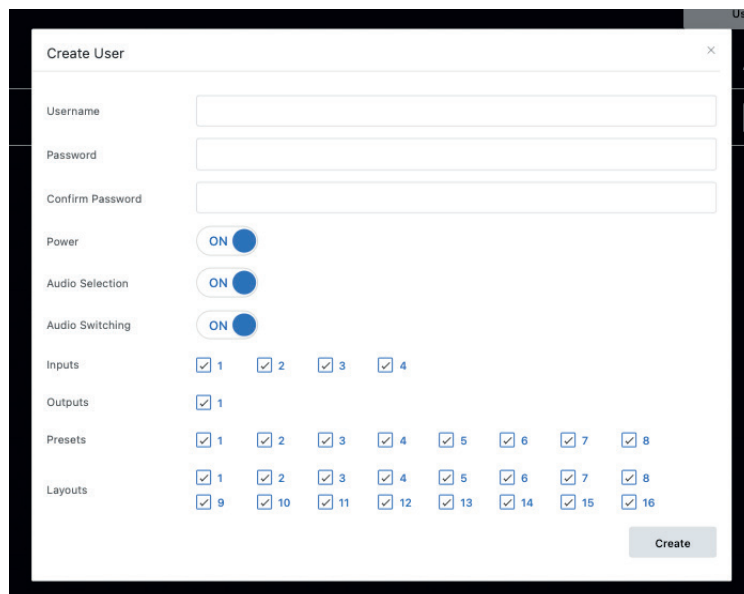 Us
Create User ×
Username
Password
Confirm Password
Power ON
Audio Selection ON
Audio Switching ON
Inputs 1 2 3 4
Outputs 1
Presets 1 2 3 4 5 6 7 8
Layouts 1 2 3 4 5 6 7 8
9 10 11 12 13 14 15 16
Create